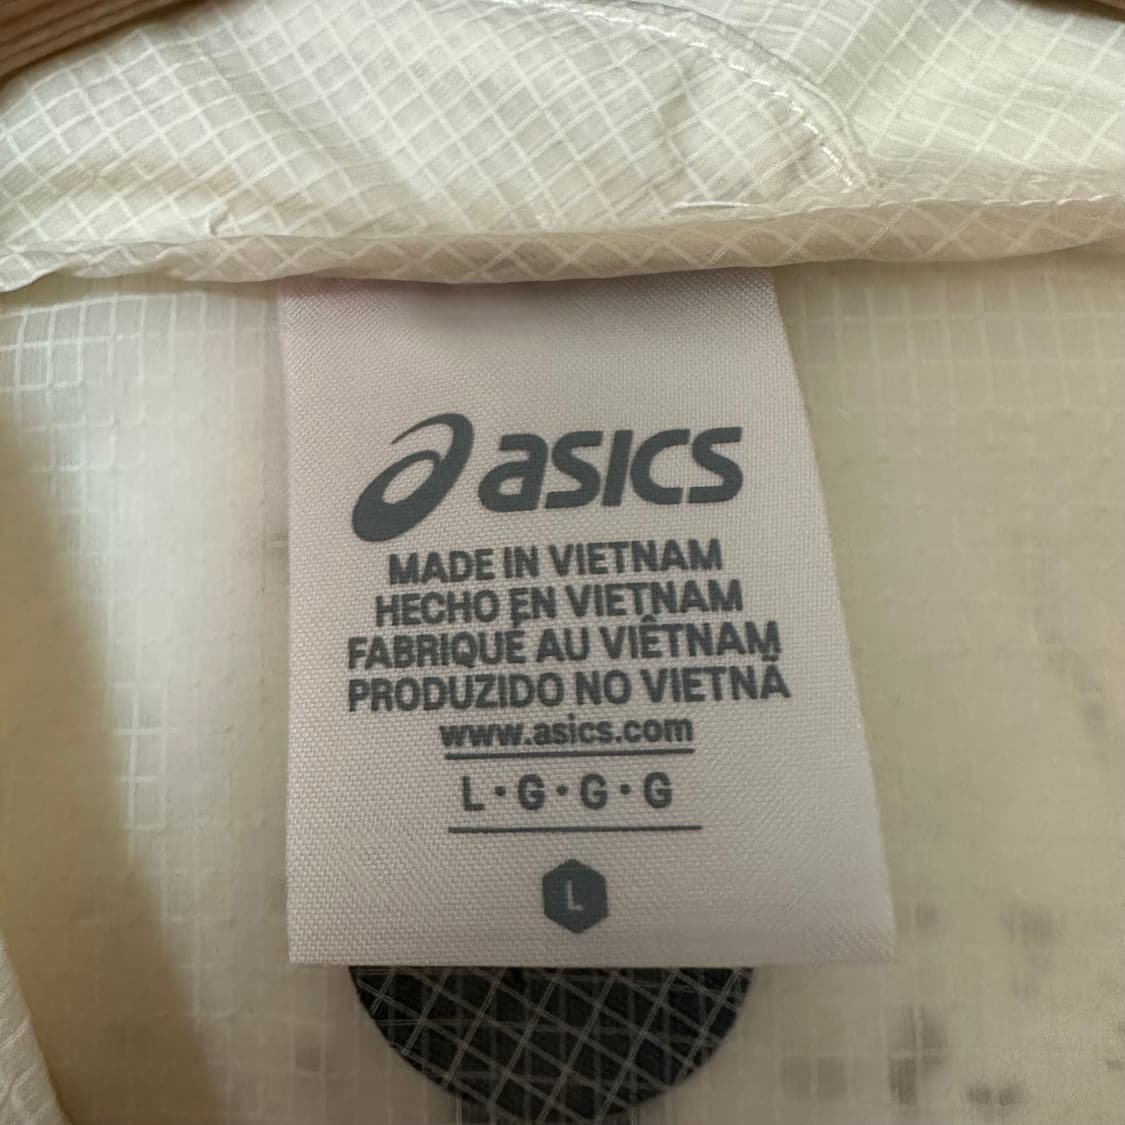 asics
MADE IN VIETNAM
HECHO EN VIETNAM
FABRIQUÉ AU VIÊTNAM
PRODUZIDO NO VIETNÃ
www.asics.com
L·G·G·G
L